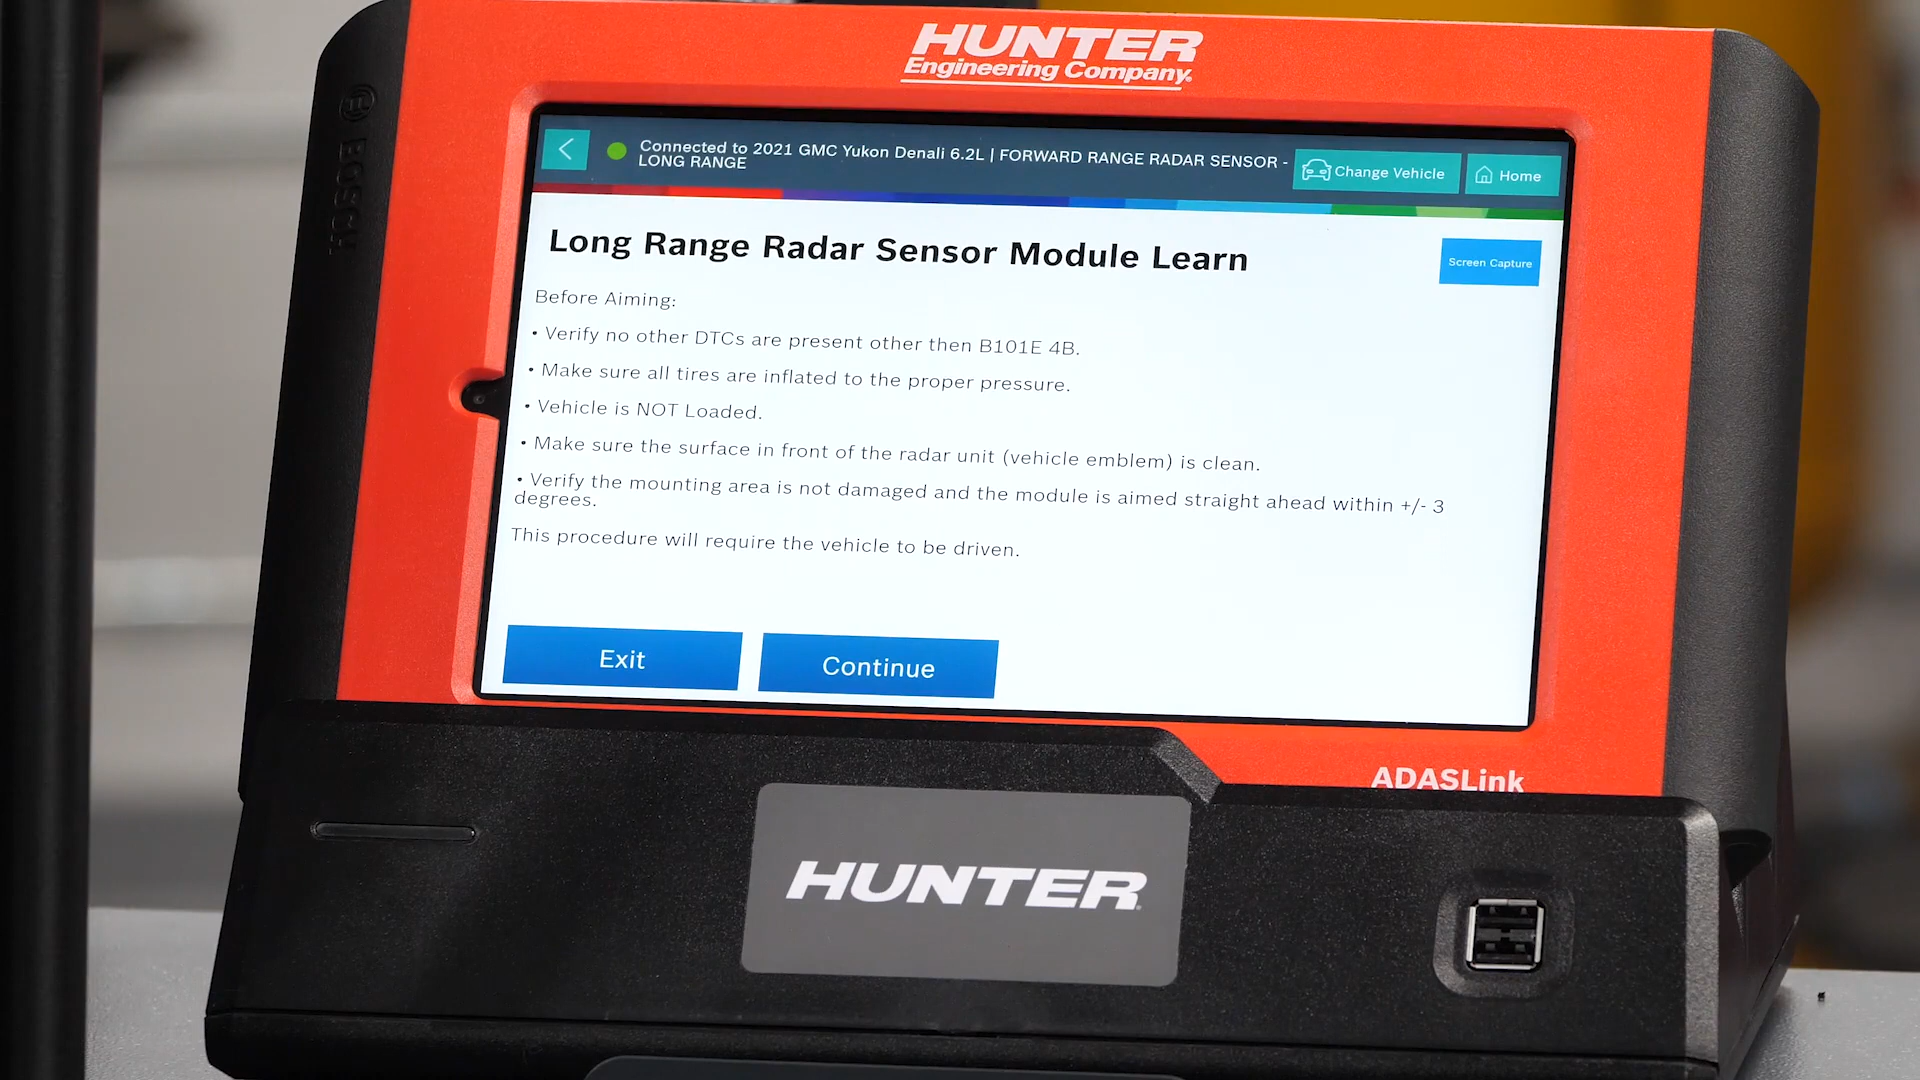 HUNTER
Engineering Company
BOSCH
Connected to 2021 GMC Yukon Denali 6.2L | FORWARD RANGE RADAR SENSOR -
LONG RANGE
Change Vehicle
Home
Long Range Radar Sensor Module Learn
Screen Capture
Before Aiming:
• Verify no other DTCs are present other then B101E 4B.
• Make sure all tires are inflated to the proper pressure.
• Vehicle is NOT Loaded.
• Make sure the surface in front of the radar unit (vehicle emblem) is clean.
• Verify the mounting area is not damaged and the module is aimed straight ahead within +/- 3
degrees.
This procedure will require the vehicle to be driven.
Exit
Continue
ADASLink
HUNTER